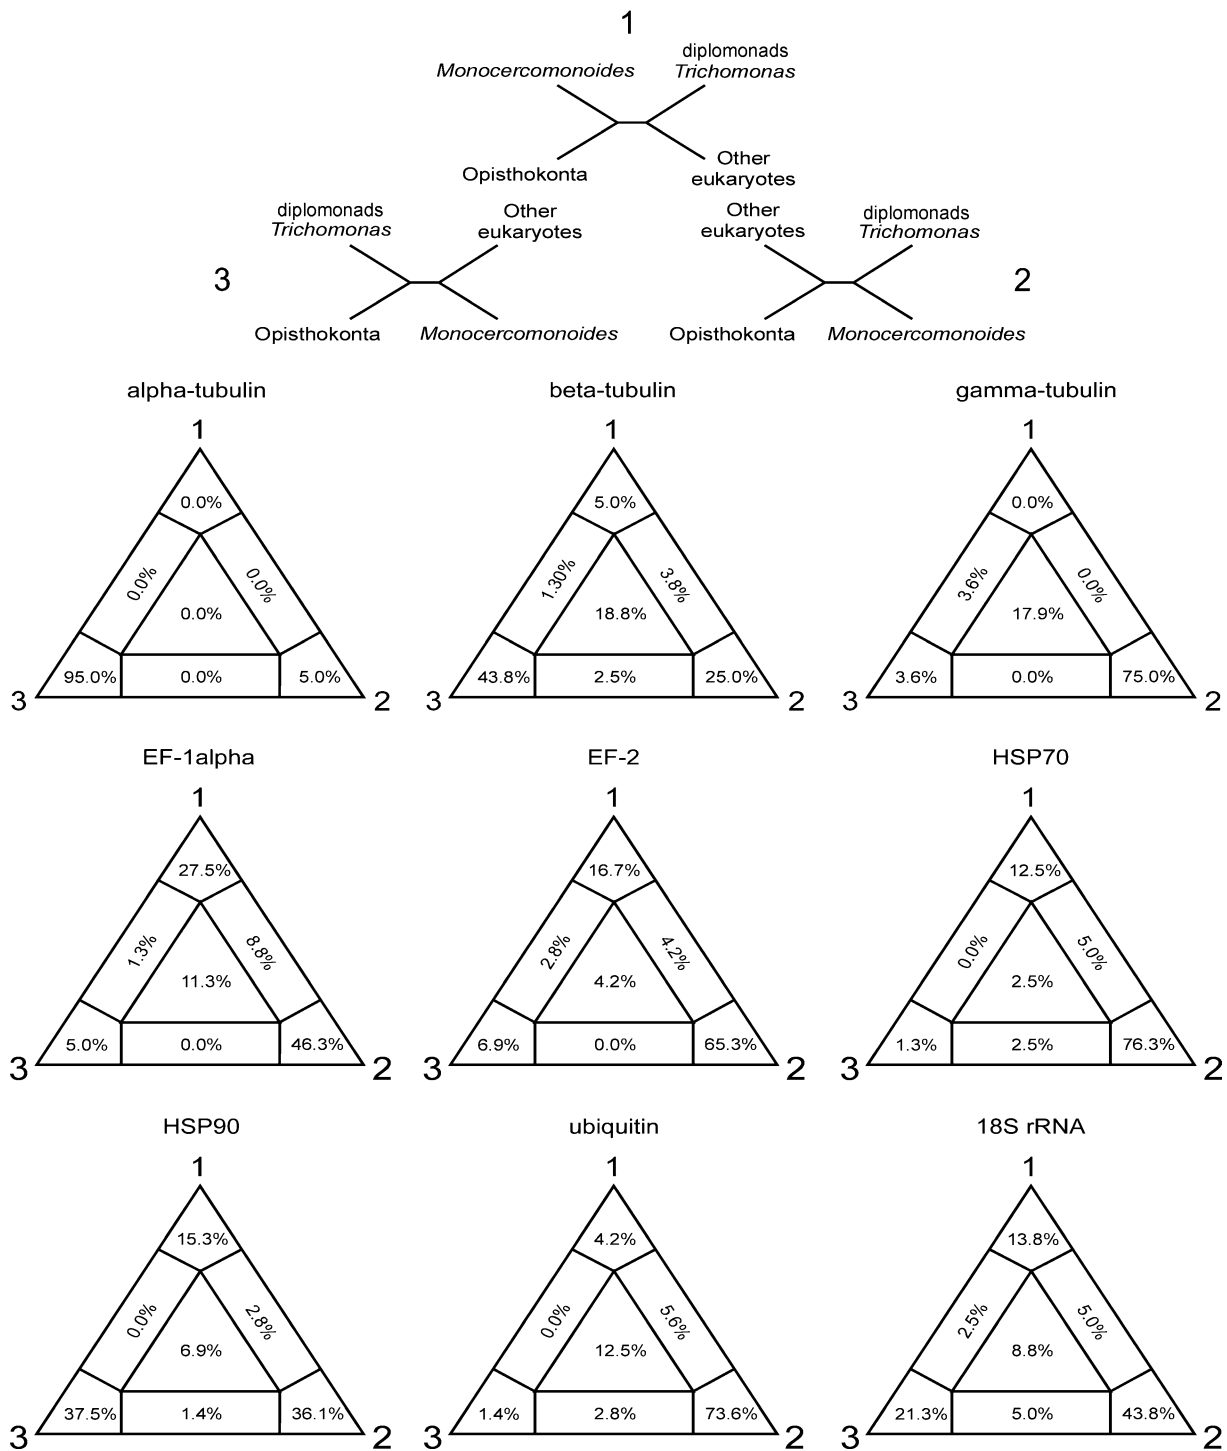 1
diplomonads
Monocercomonoides Trichomonas
Opisthokonta Other
eukaryotes
diplomonads Other Other diplomonads
Trichomonas eukaryotes eukaryotes Trichomonas
3 2
Opisthokonta Monocercomonoides Opisthokonta Monocercomonoides
alpha-tubulin beta-tubulin gamma-tubulin
1 1 1
0.0% 5.0% 0.0%
0.0% 0.0% 1.30% 3.8% 3.6% 0.0%
0.0% 18.8% 17.9%
95.0% 0.0% 5.0% 43.8% 2.5% 25.0% 3.6% 0.0% 75.0%
3 2 3 2 3 2
EF-1alpha EF-2 HSP70
1 1 1
27.5% 16.7% 12.5%
1.3% 8.8% 2.8% 4.2% 0.0% 5.0%
11.3% 4.2% 2.5%
5.0% 0.0% 46.3% 6.9% 0.0% 65.3% 1.3% 2.5% 76.3%
3 2 3 2 3 2
HSP90 ubiquitin 18S rRNA
1 1 1
15.3% 4.2% 13.8%
0.0% 2.8% 0.0% 5.6% 2.5% 5.0%
6.9% 12.5% 8.8%
37.5% 1.4% 36.1% 1.4% 2.8% 73.6% 21.3% 5.0% 43.8%
3 2 3 2 3 2